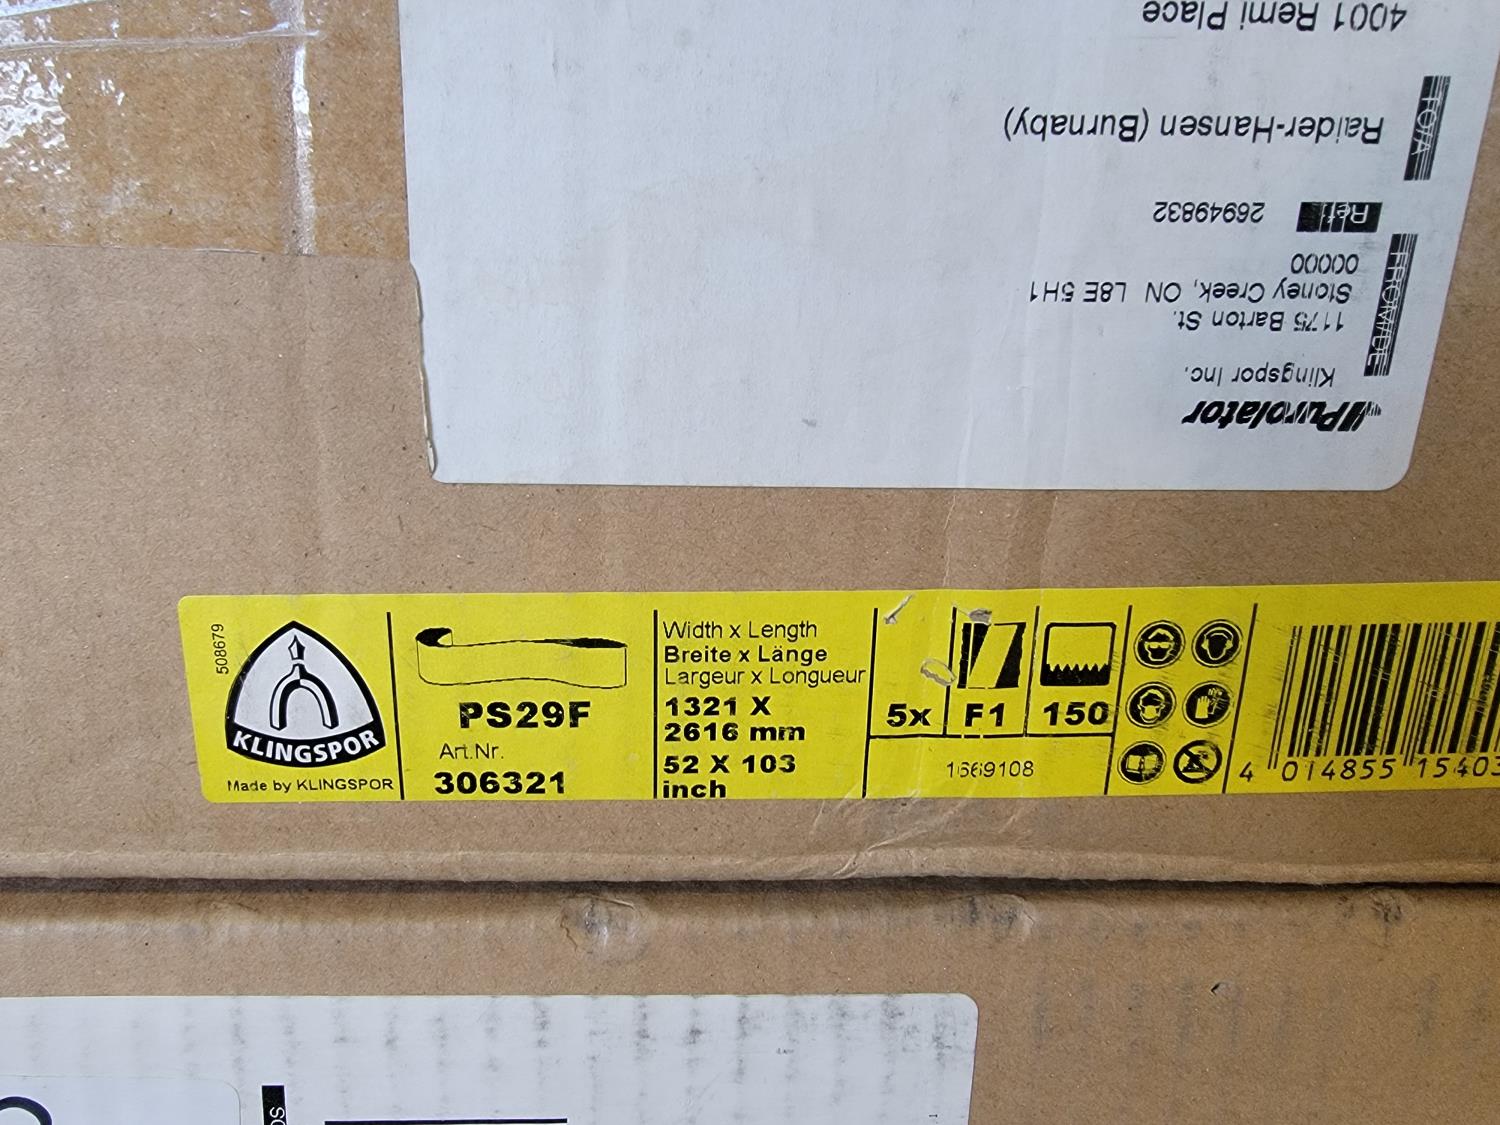 4001 Remi Place
TO/A
Raider-Hansen (Burnaby)
Ref:
26949832
FROM/DE
00000
Stoney Creek, ON L8E 5H1
1175 Barton St.
Klingspor Inc.
Purolator
508679
KLINGSPOR
Made by KLINGSPOR
PS29F
Art.Nr.
306321
Width x Length
Breite x Länge
Largeur x Longueur
1321 X
2616 mm
52 X 103
inch
5x
F1
150
1669108
4 014855 15403